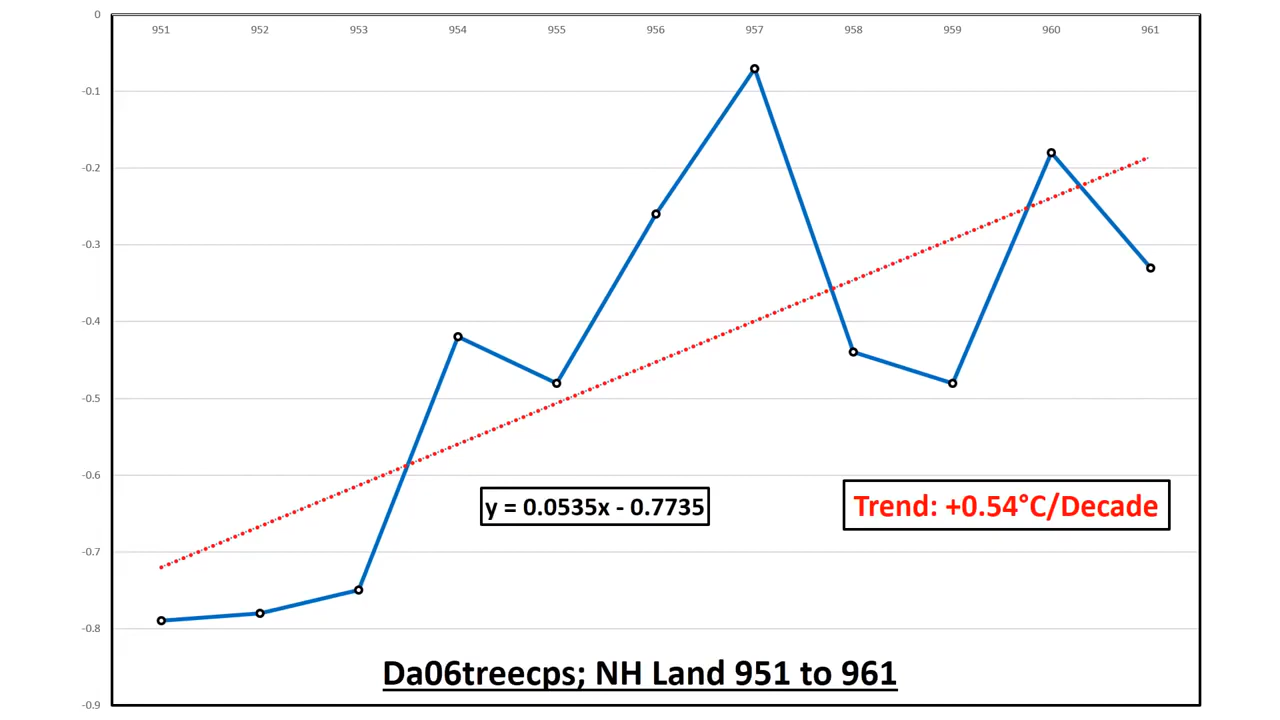 0
951 952 953 954 955 956 957 958 959 960 961
-0.1
-0.2
-0.3
-0.4
-0.5
-0.6
y = 0.0535x - 0.7735
Trend: +0.54°C/Decade
-0.7
-0.8
Da06treecps; NH Land 951 to 961
-0.9